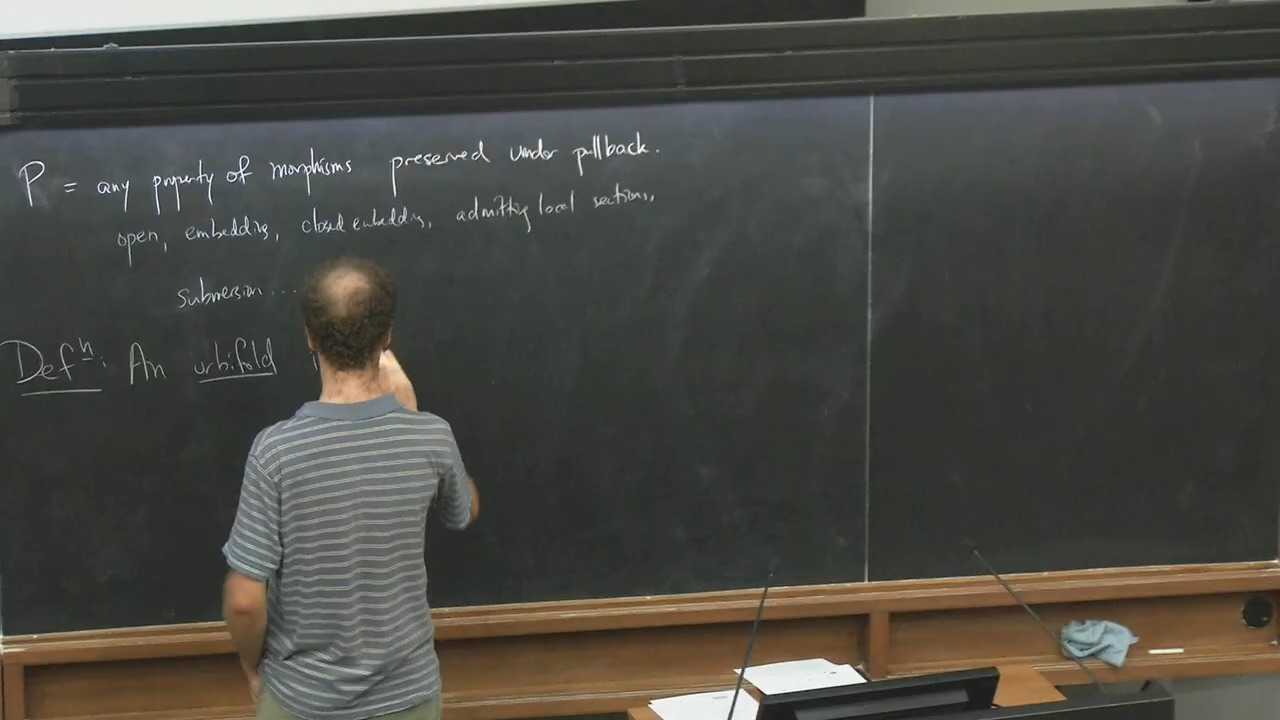 P = any property of morphisms preserved under pullback.
open, embedding, closed embedding, admitting local sections,
submersion ...
Defⁿ: An orbifold